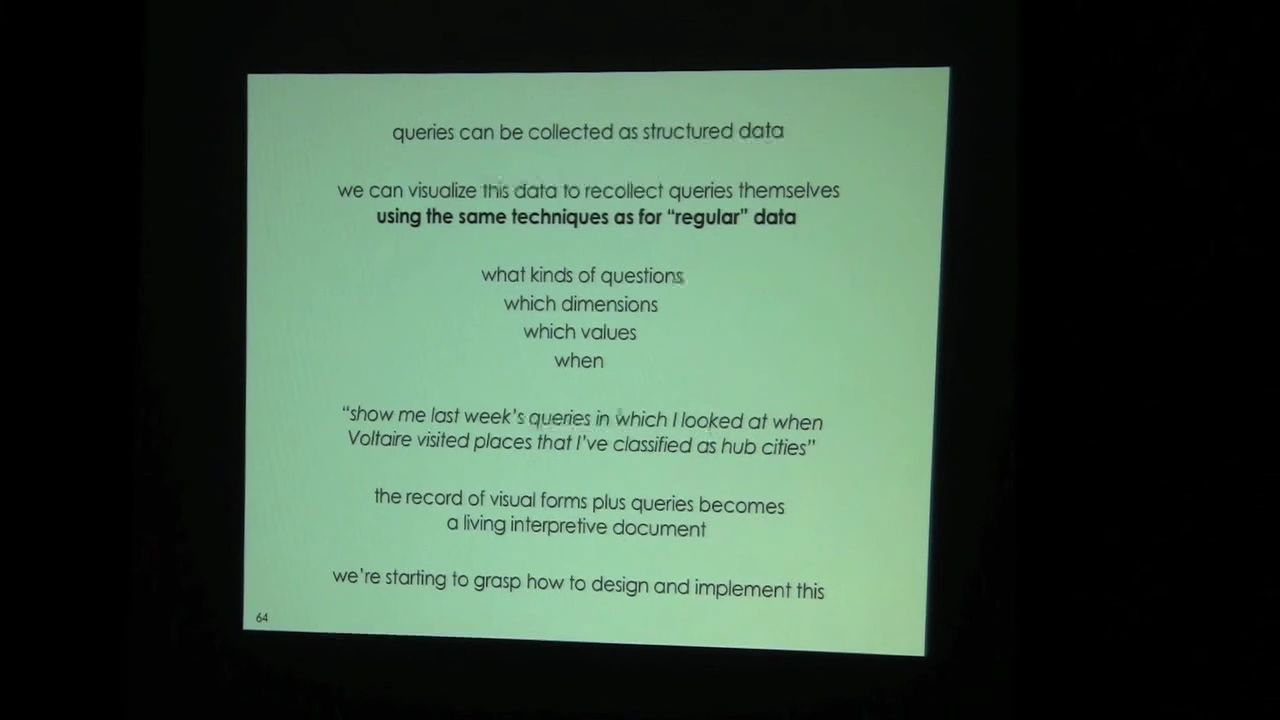 queries can be collected as structured data
we can visualize this data to recollect queries themselves
using the same techniques as for “regular” data
what kinds of questions
which dimensions
which values
when
“show me last week’s queries in which I looked at when
Voltaire visited places that I’ve classified as hub cities”
the record of visual forms plus queries becomes
a living interpretive document
we’re starting to grasp how to design and implement this
64